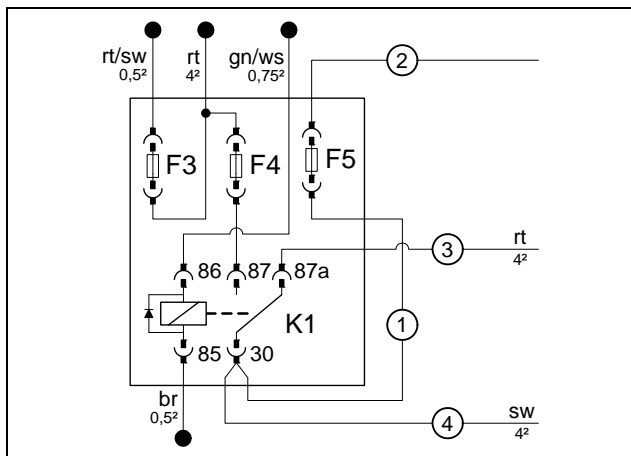 rt/sw rt gn/ws
0,5² 4² 0,75²
2
F3 F4 F5
3 rt
4²
86 87 87a
K1 1
85 30
br
0,5²
4 sw
4²